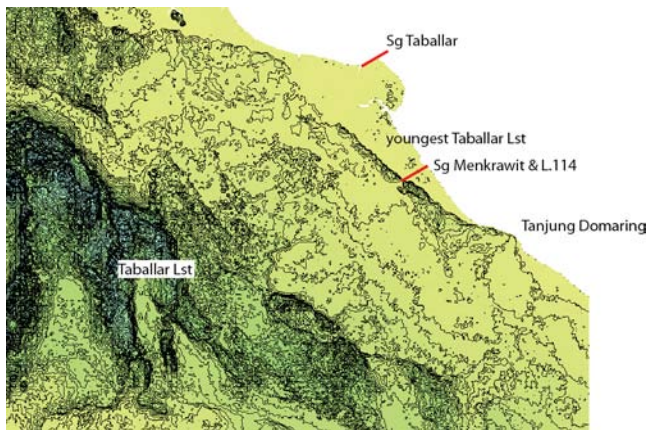 Sg Taballar
youngest Taballar Lst
Sg Menkrawit & L.114
Tanjung Domaring
Taballar Lst